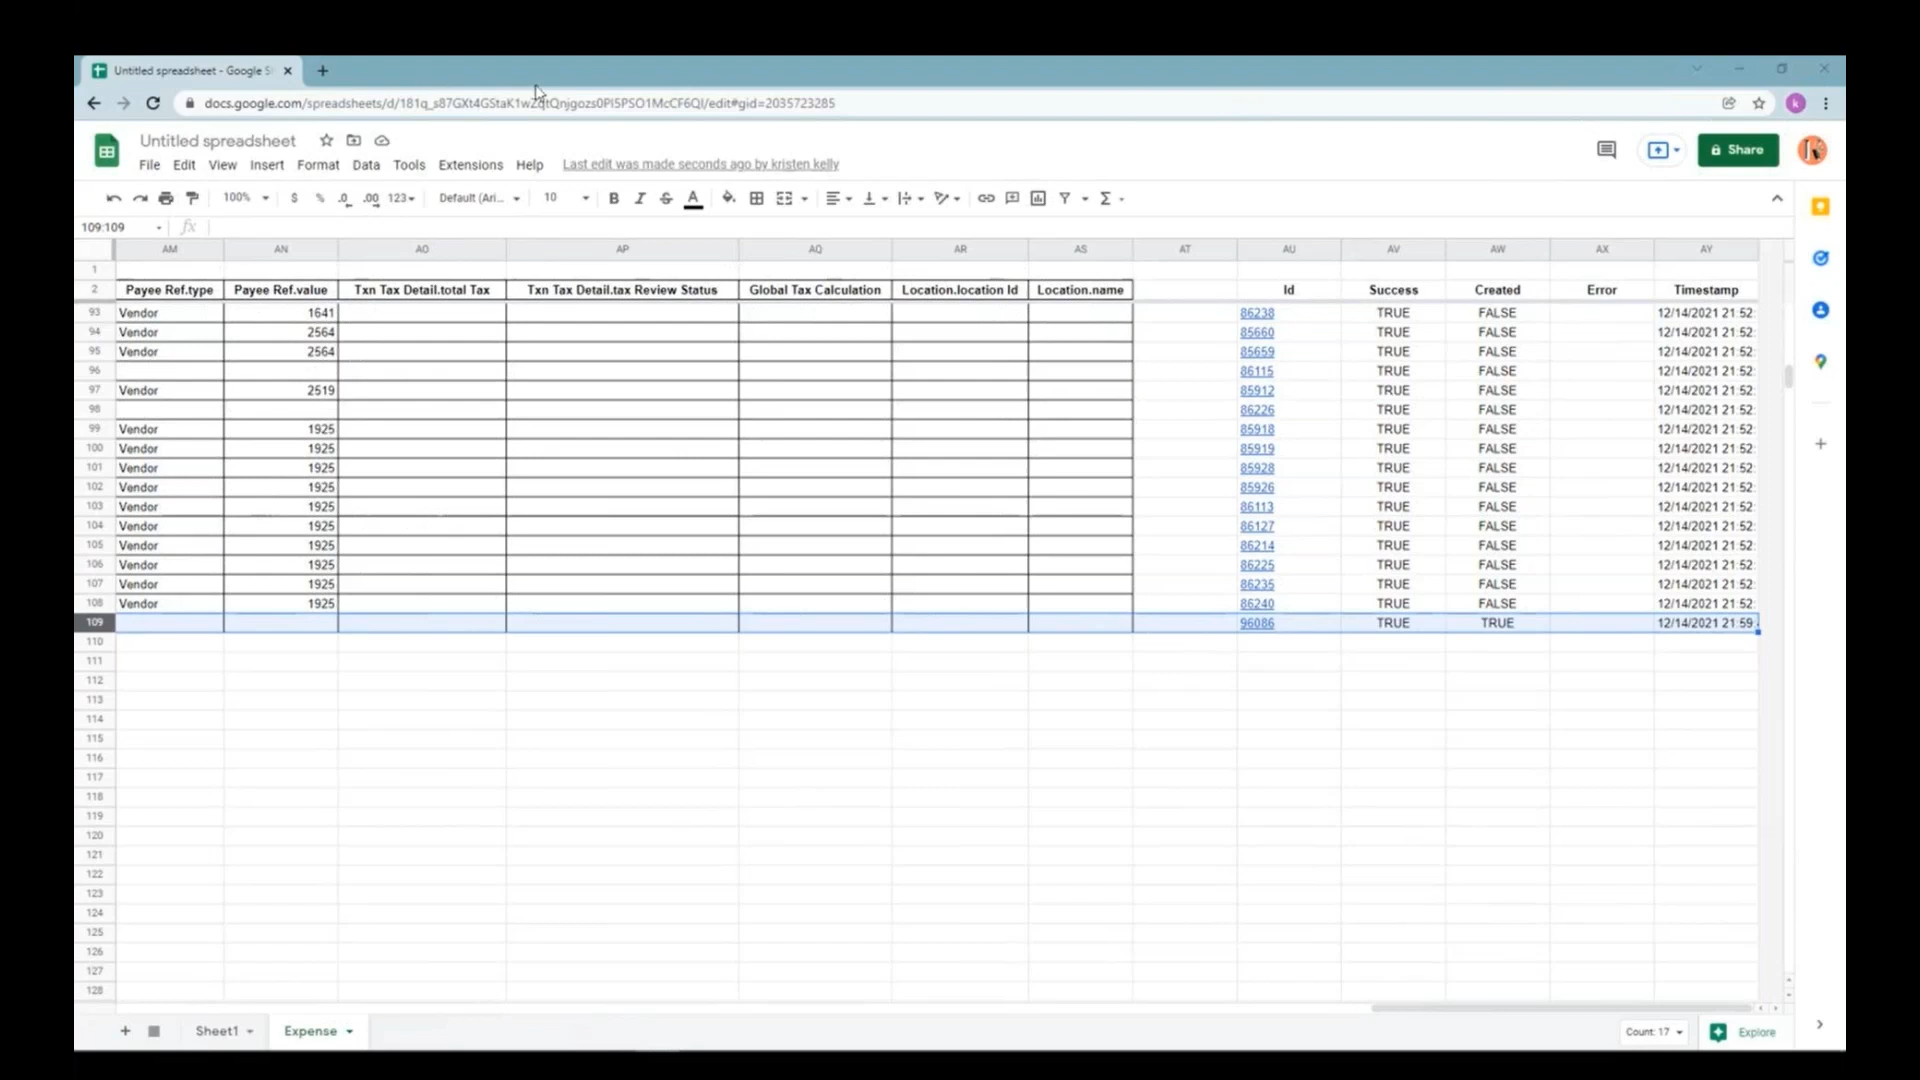 Untitled spreadsheet - Google S
docs.google.com/spreadsheets/d/181q_s87GXt4GStaK1wZqtQnjgozs0PI5PSO1McCF6QI/edit#gid=2035723285
k
Untitled spreadsheet
File Edit View Insert Format Data Tools Extensions Help Last edit was made seconds ago by kristen kelly
Share
100% $ % .0 .00 123 Default (Ari... 10 B I S A Σ
109:109 fx
AM AN AO AP AQ AR AS AT AU AV AW AX AY
1
2 Payee Ref.type Payee Ref.value Txn Tax Detail.total Tax Txn Tax Detail.tax Review Status Global Tax Calculation Location.location Id Location.name Id Success Created Error Timestamp
93 Vendor 1641 86238 TRUE FALSE 12/14/2021 21:52:
94 Vendor 2564 85660 TRUE FALSE 12/14/2021 21:52:
95 Vendor 2564 85659 TRUE FALSE 12/14/2021 21:52:
96 86115 TRUE FALSE 12/14/2021 21:52:
97 Vendor 2519 85912 TRUE FALSE 12/14/2021 21:52:
98 86226 TRUE FALSE 12/14/2021 21:52:
99 Vendor 1925 85918 TRUE FALSE 12/14/2021 21:52:
100 Vendor 1925 85919 TRUE FALSE 12/14/2021 21:52:
101 Vendor 1925 85928 TRUE FALSE 12/14/2021 21:52:
102 Vendor 1925 85926 TRUE FALSE 12/14/2021 21:52:
103 Vendor 1925 86113 TRUE FALSE 12/14/2021 21:52:
104 Vendor 1925 86127 TRUE FALSE 12/14/2021 21:52:
105 Vendor 1925 86214 TRUE FALSE 12/14/2021 21:52:
106 Vendor 1925 86225 TRUE FALSE 12/14/2021 21:52:
107 Vendor 1925 86235 TRUE FALSE 12/14/2021 21:52:
108 Vendor 1925 86240 TRUE FALSE 12/14/2021 21:52:
109 96086 TRUE TRUE 12/14/2021 21:59:
110
111
112
113
114
115
116
117
118
119
120
121
122
123
124
125
126
127
128
Sheet1 Expense Count: 17 Explore